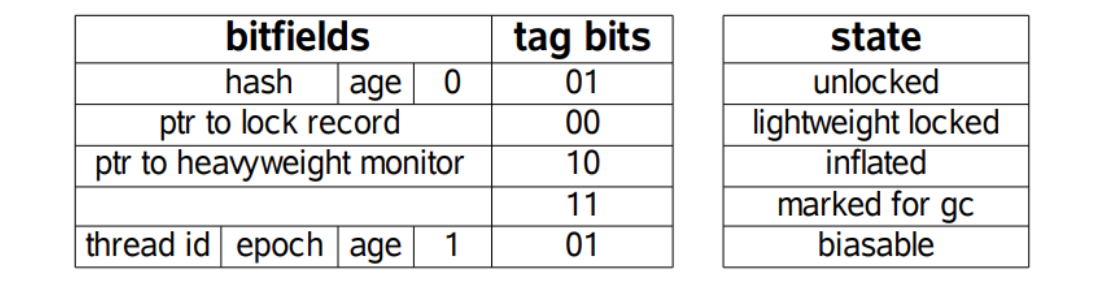 bitfields tag bits state
hash age 0 01 unlocked
ptr to lock record 00 lightweight locked
ptr to heavyweight monitor 10 inflated
11 marked for gc
thread id epoch age 1 01 biasable